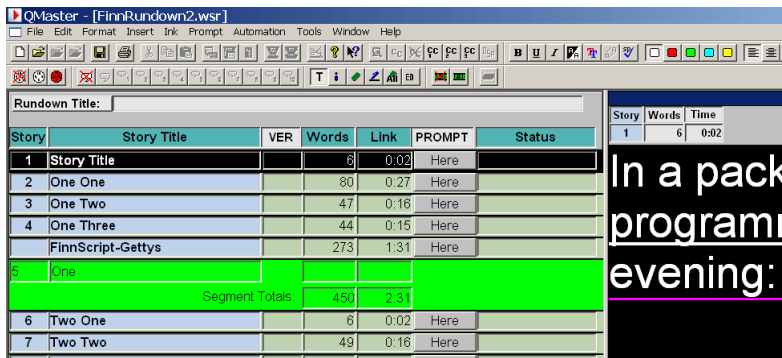 QMaster - [FinnRundown2.wsr]
File Edit Format Insert Ink Prompt Automation Tools Window Help
B U I
T i All ED
Rundown Title:
Story Words Time
1 6 0:02
Story Story Title VER Words Link PROMPT Status
1 Story Title 6 0:02 Here
2 One One 80 0:27 Here
3 One Two 47 0:16 Here
4 One Three 44 0:15 Here
FinnScript-Gettys 273 1:31 Here
5 One
Segment Totals: 450 2:31
6 Two One 6 0:02 Here
7 Two Two 49 0:16 Here
In a pack
programm
evening: